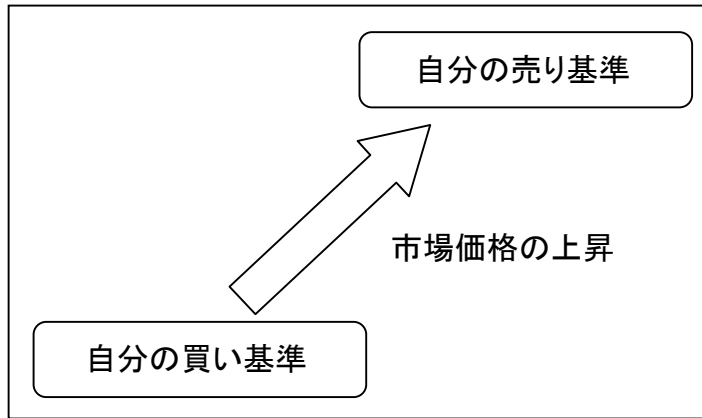 自分の売り基準
市場価格の上昇
自分の買い基準